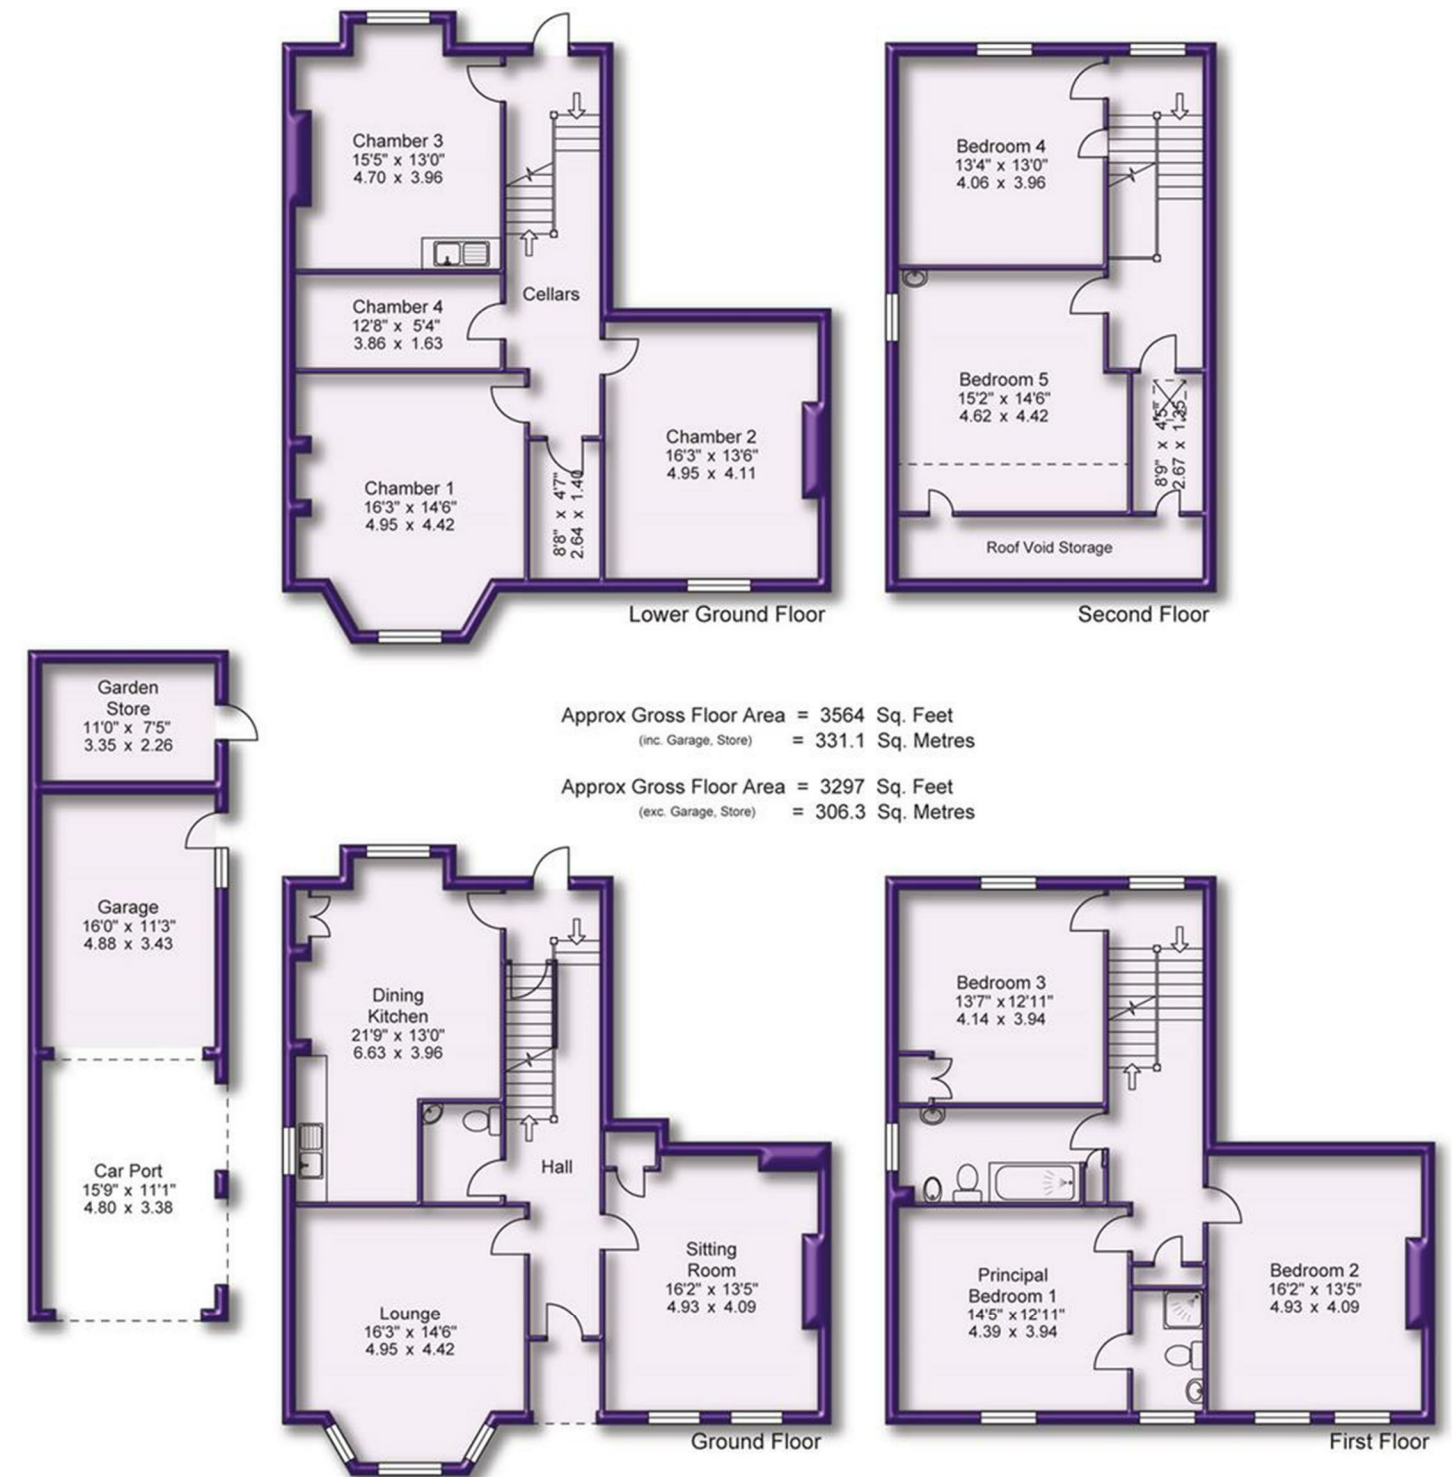 Chamber 3
15'5" x 13'0"
4.70 x 3.96
Chamber 4
12'8" x 5'4"
3.86 x 1.63
Cellars
Chamber 1
16'3" x 14'6"
4.95 x 4.42
8'8" x 4'7"
2.64 x 1.40
Chamber 2
16'3" x 13'6"
4.95 x 4.11
Lower Ground Floor
Bedroom 4
13'4" x 13'0"
4.06 x 3.96
Bedroom 5
15'2" x 14'6"
4.62 x 4.42
8'9" x 4'5"
2.67 x 1.35
Roof Void Storage
Second Floor
Garden
Store
11'0" x 7'5"
3.35 x 2.26
Garage
16'0" x 11'3"
4.88 x 3.43
Car Port
15'9" x 11'1"
4.80 x 3.38
Approx Gross Floor Area = 3564 Sq. Feet
(inc. Garage, Store) = 331.1 Sq. Metres
Approx Gross Floor Area = 3297 Sq. Feet
(exc. Garage, Store) = 306.3 Sq. Metres
Dining
Kitchen
21'9" x 13'0"
6.63 x 3.96
Hall
Lounge
16'3" x 14'6"
4.95 x 4.42
Sitting
Room
16'2" x 13'5"
4.93 x 4.09
Ground Floor
Bedroom 3
13'7" x 12'11"
4.14 x 3.94
Principal
Bedroom 1
14'5" x 12'11"
4.39 x 3.94
Bedroom 2
16'2" x 13'5"
4.93 x 4.09
First Floor